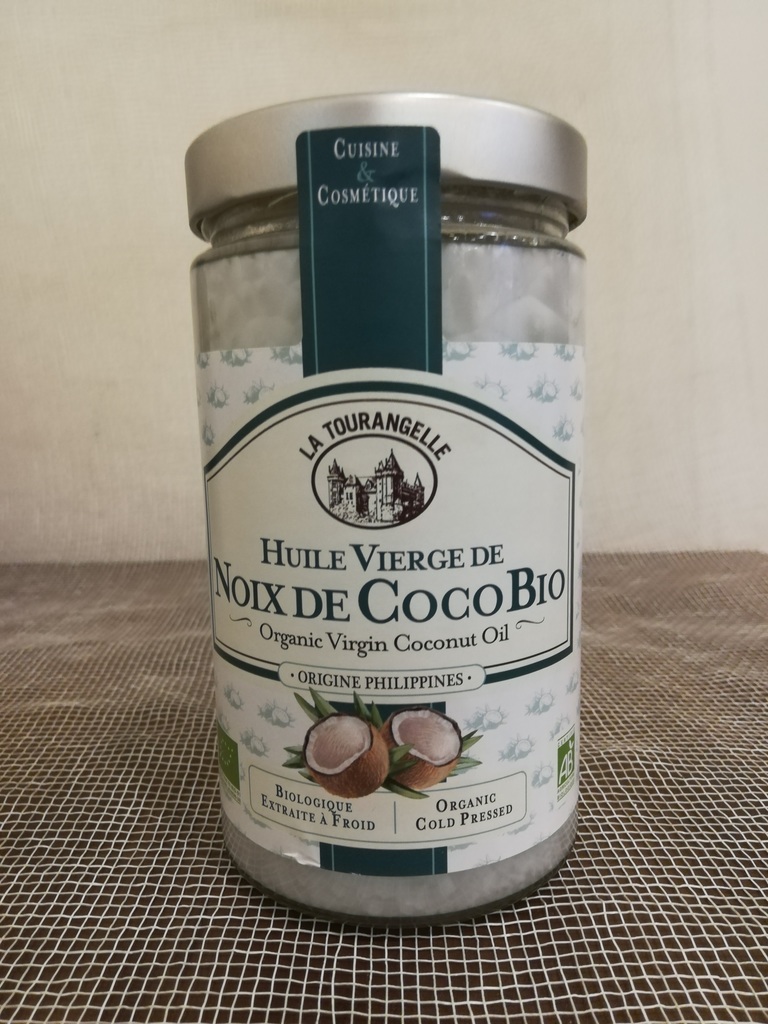 CUISINE
&
COSMÉTIQUE
LA TOURANGELLE
HUILE VIERGE DE
NOIX DE COCO BIO
Organic Virgin Coconut Oil
· ORIGINE PHILIPPINES ·
BIOLOGIQUE
EXTRAITE À FROID
ORGANIC
COLD PRESSED
AB